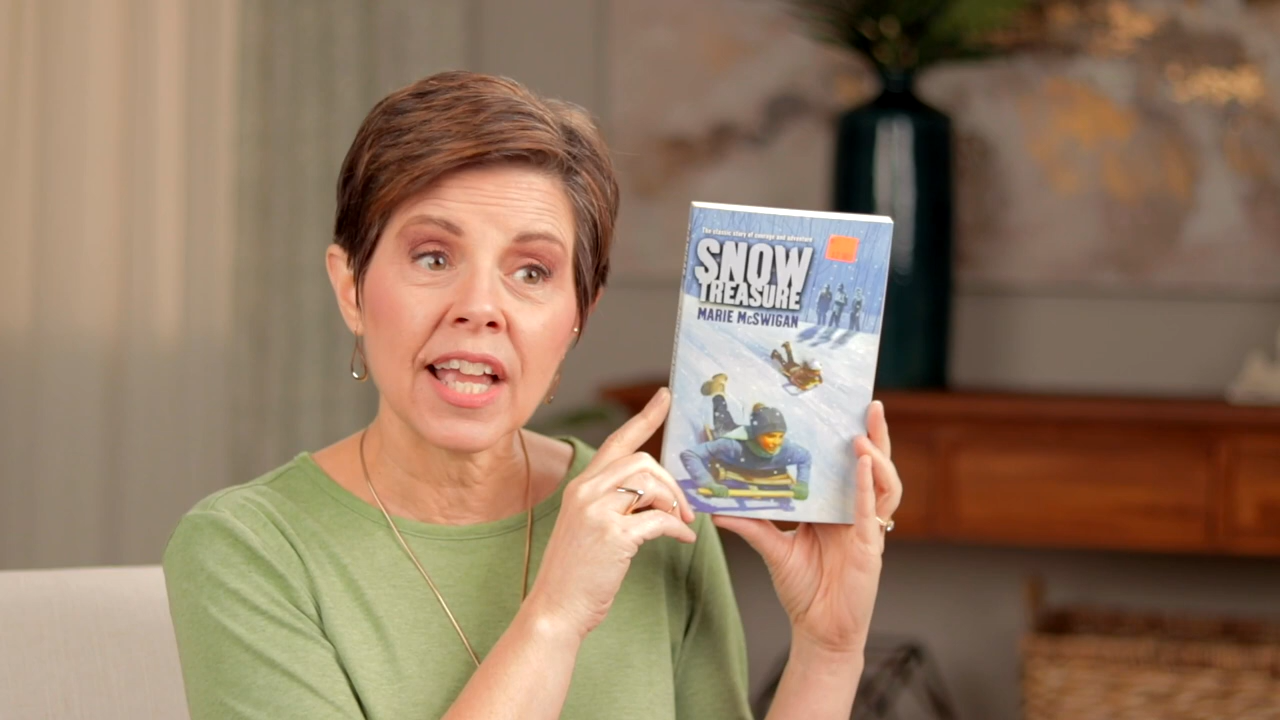 The classic story of courage and adventure
SNOW
TREASURE
MARIE McSWIGAN